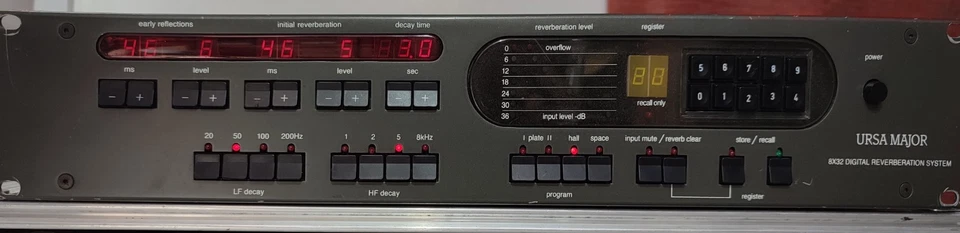 early reflections initial reverberation decay time
46 6 46 5 3.0
ms level ms level sec
− + − + − + − + − +
20 50 100 200Hz
LF decay
1 2 5 8kHz
HF decay
reverberation level register
0 overflow
6
12
18
24
30
36 input level -dB
recall only
5 6 7 8 9
0 1 2 3 4
I plate II hall space
program
input mute / reverb clear
store / recall
register
power
URSA MAJOR
8X32 DIGITAL REVERBERATION SYSTEM